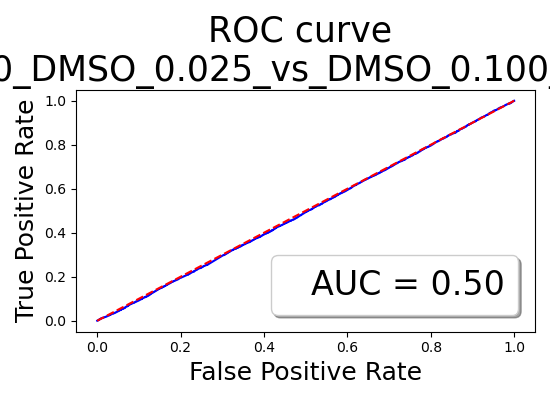 ROC curve
0_DMSO_0.025_vs_DMSO_0.100_
1.0
0.8
0.6
0.4
0.2
0.0
True Positive Rate
AUC = 0.50
0.0 0.2 0.4 0.6 0.8 1.0
False Positive Rate